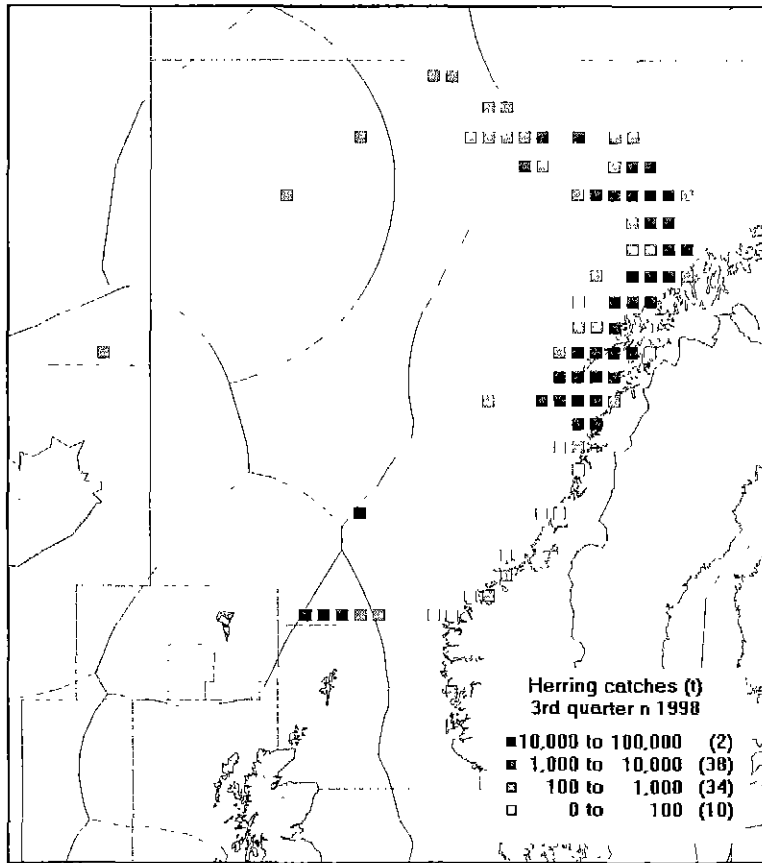 Herring catches (t)
3rd quarter n 1998
10,000 to 100,000 (2)
1,000 to 10,000 (38)
100 to 1,000 (34)
0 to 100 (10)